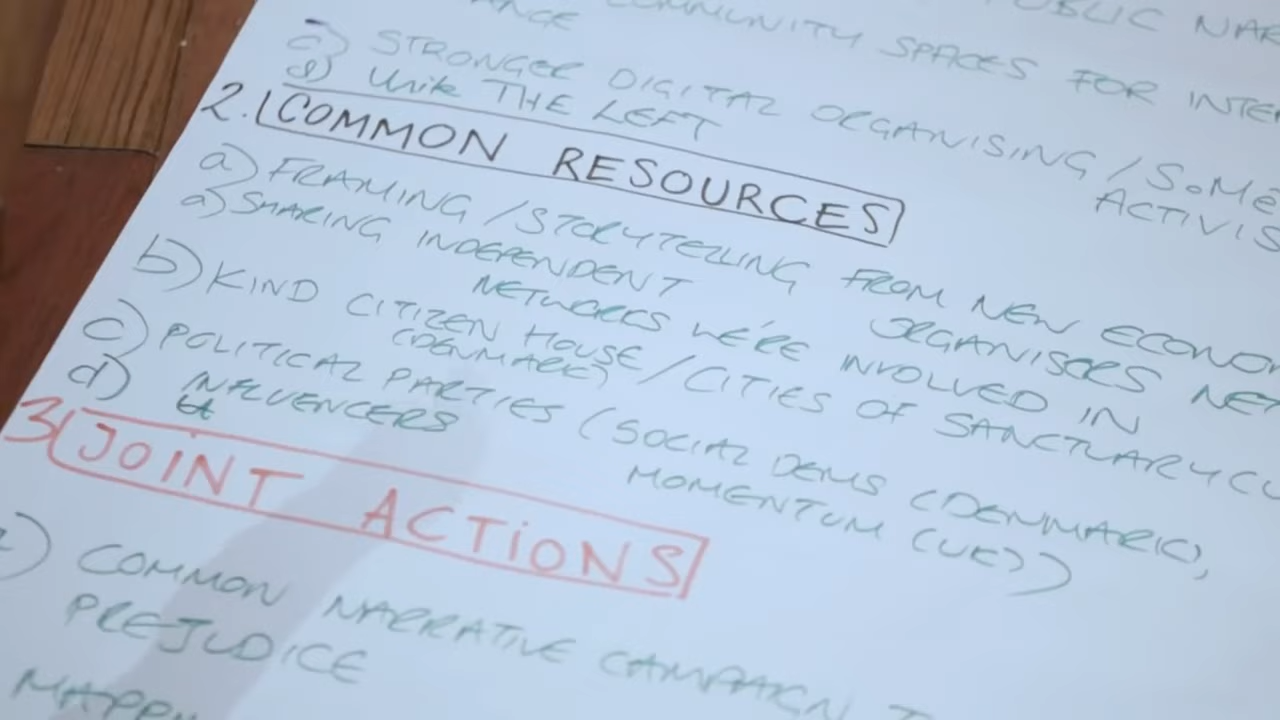 PUBLIC
COMMUNITY SPACES FOR
c) STRONGER DIGITAL ORGANISING / SoMe
ACTIVIS
d) Unite THE LEFT
2. COMMON RESOURCES
a) FRAMING / STORYTELLING FROM NEW ECONO
ORGANISERS NET
a) SHARING INDEPENDENT
NETWORKS WE'RE INVOLVED IN
b) KIND CITIZEN HOUSE / CITIES OF SANCTUARY (
(DENMARK)
c) POLITICAL PARTIES (SOCIAL DEMS (DENMARK),
MOMENTUM (UK))
d) INFLUENCERS
3 JOINT ACTIONS
COMMON NARRATIVE CAMPAIGN
PREJUDICE